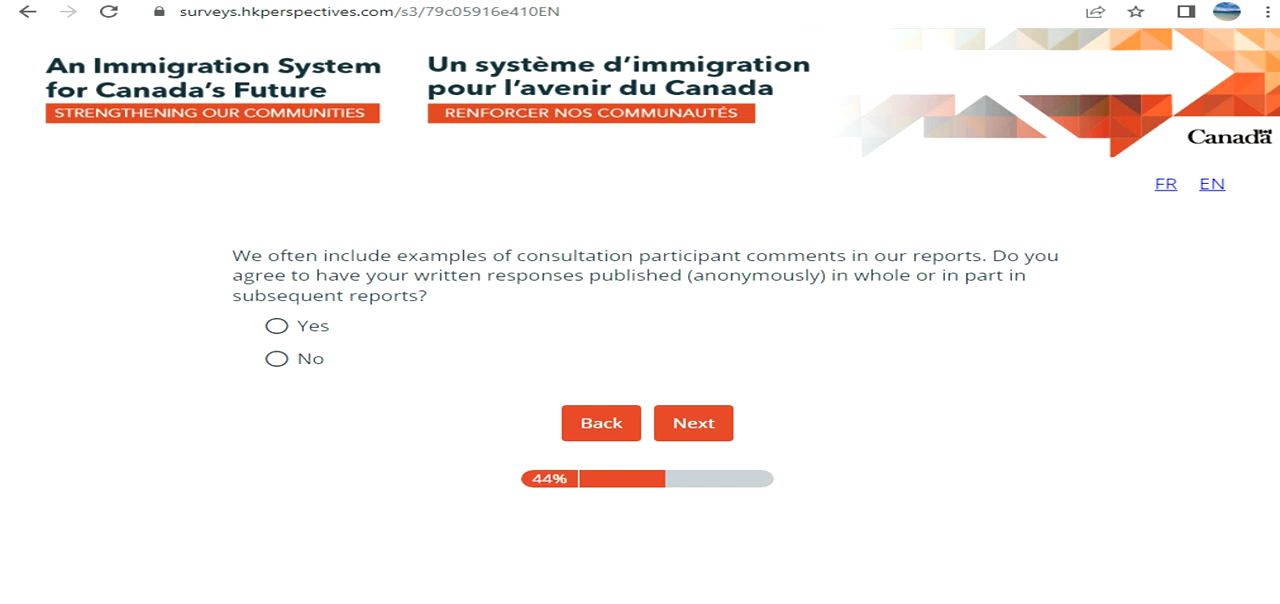 surveys.hkperspectives.com/s3/79c05916e410EN
An Immigration System
for Canada's Future
STRENGTHENING OUR COMMUNITIES
Un système d'immigration
pour l'avenir du Canada
RENFORCER NOS COMMUNAUTÉS
Canada
FR EN
We often include examples of consultation participant comments in our reports. Do you
agree to have your written responses published (anonymously) in whole or in part in
subsequent reports?
Yes
No
Back Next
44%